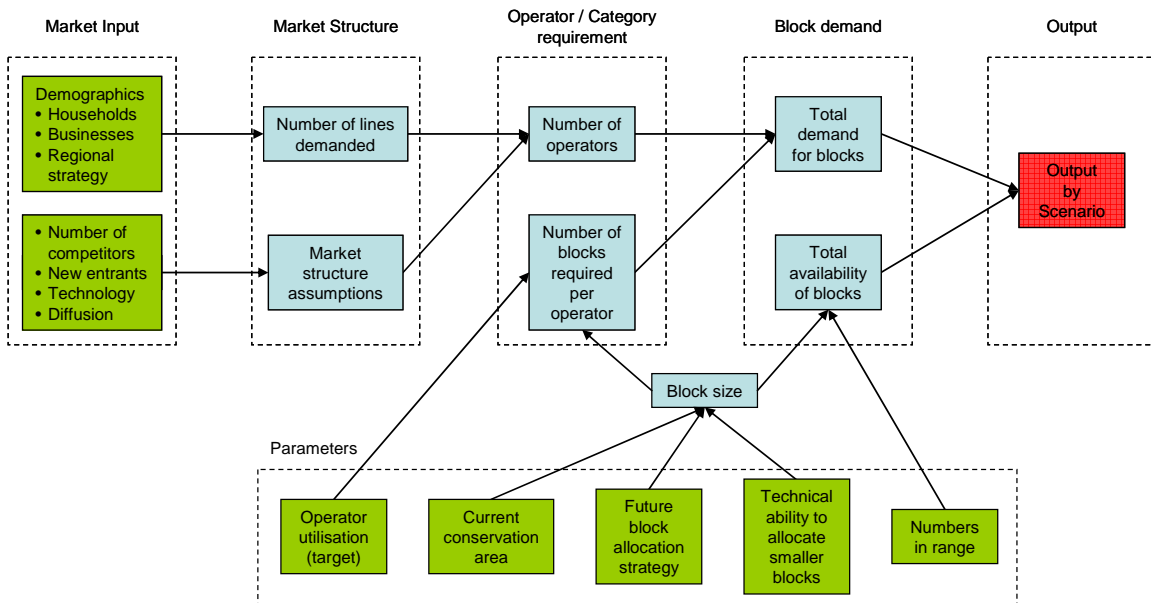 Market Input
Market Structure
Operator / Category
requirement
Block demand
Output
Demographics
• Households
• Businesses
• Regional
strategy
Number of lines
demanded
Number of
operators
Total
demand
for blocks
Output
by
Scenario
• Number of
competitors
• New entrants
• Technology
• Diffusion
Market
structure
assumptions
Number of
blocks
required
per
operator
Total
availability
of blocks
Block size
Parameters
Operator
utilisation
(target)
Current
conservation
area
Future
block
allocation
strategy
Technical
ability to
allocate
smaller
blocks
Numbers
in range